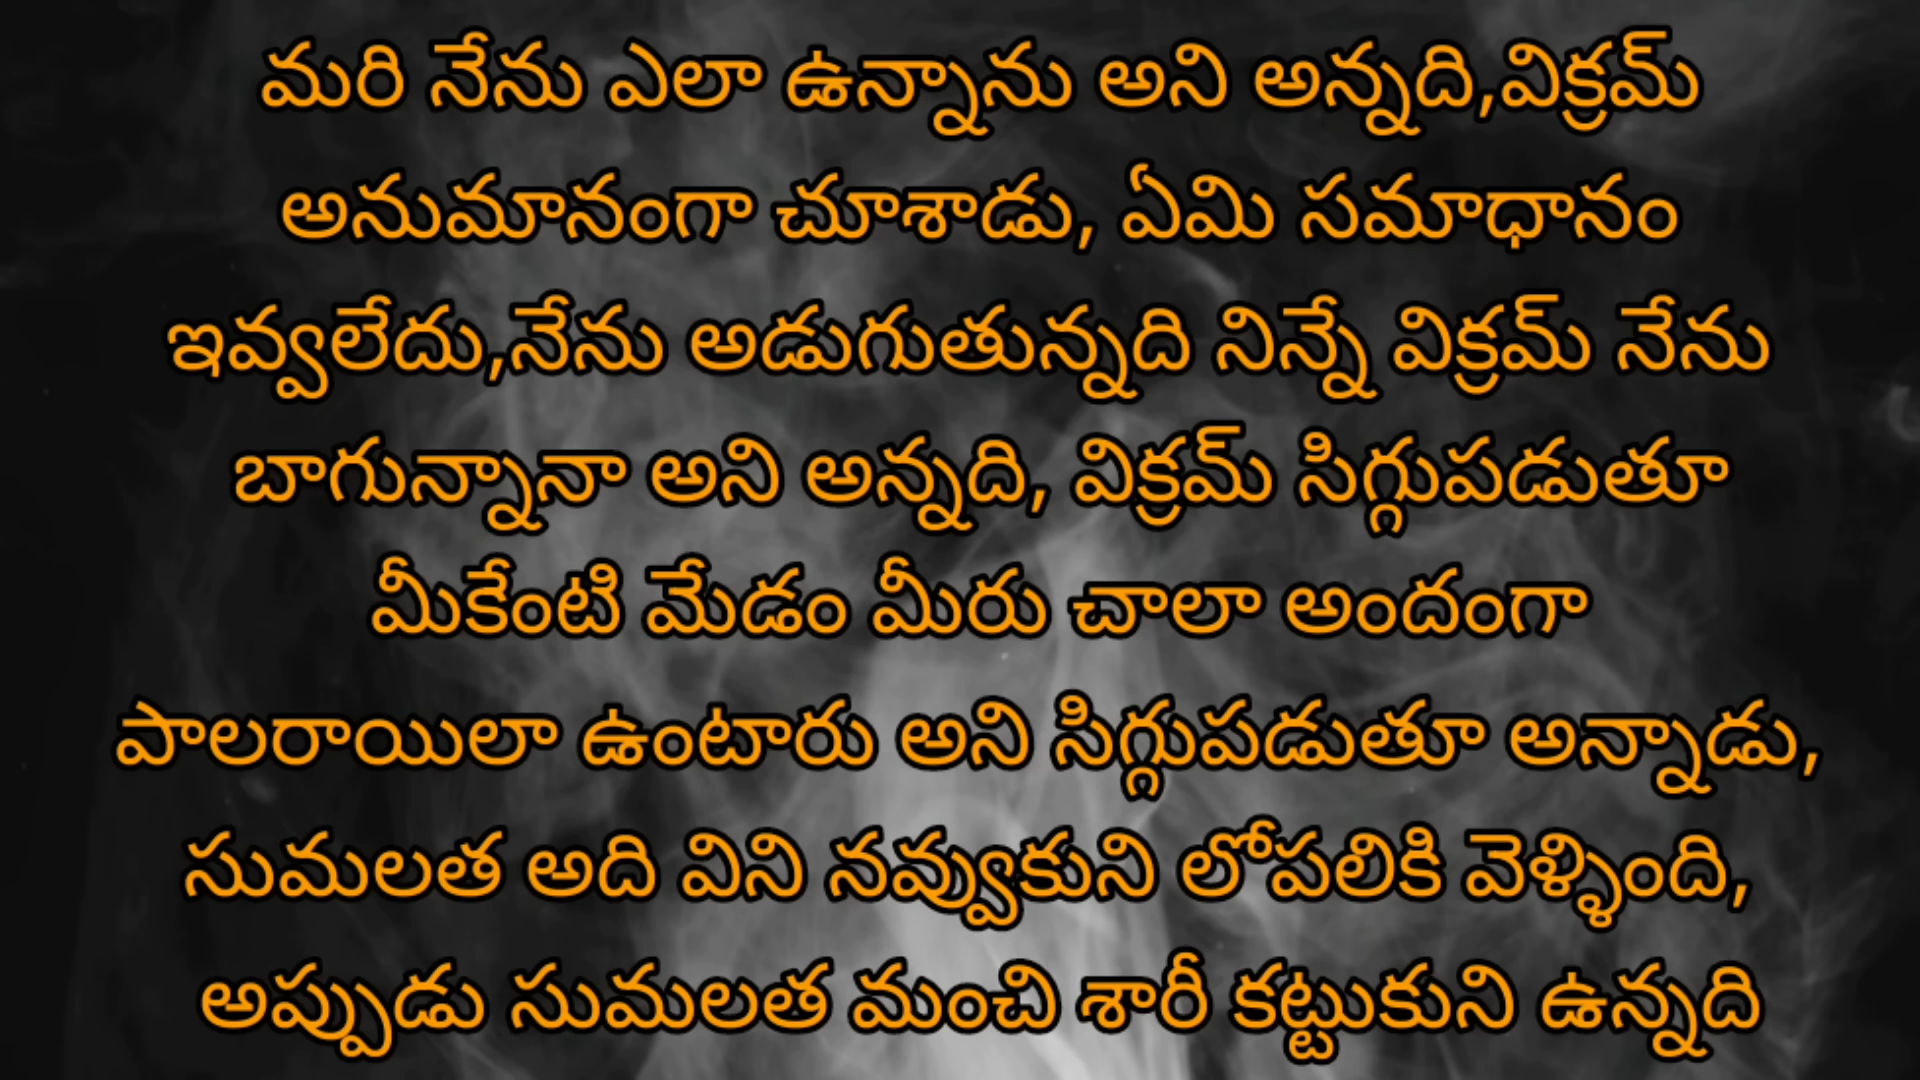 మరి నేను ఎలా ఉన్నాను అని అన్నది,విక్రమ్
అనుమానంగా చూశాడు, ఏమి సమాధానం
ఇవ్వలేదు,నేను అడుగుతున్నది నిన్నే విక్రమ్ నేను
బాగున్నానా అని అన్నది, విక్రమ్ సిగ్గుపడుతూ
మీకేంటి మేడం మీరు చాలా అందంగా
పాలరాయిలా ఉంటారు అని సిగ్గుపడుతూ అన్నాడు,
సుమలత అది విని నవ్వుకుని లోపలికి వెళ్ళింది,
అప్పుడు సుమలత మంచి శారీ కట్టుకుని ఉన్నది